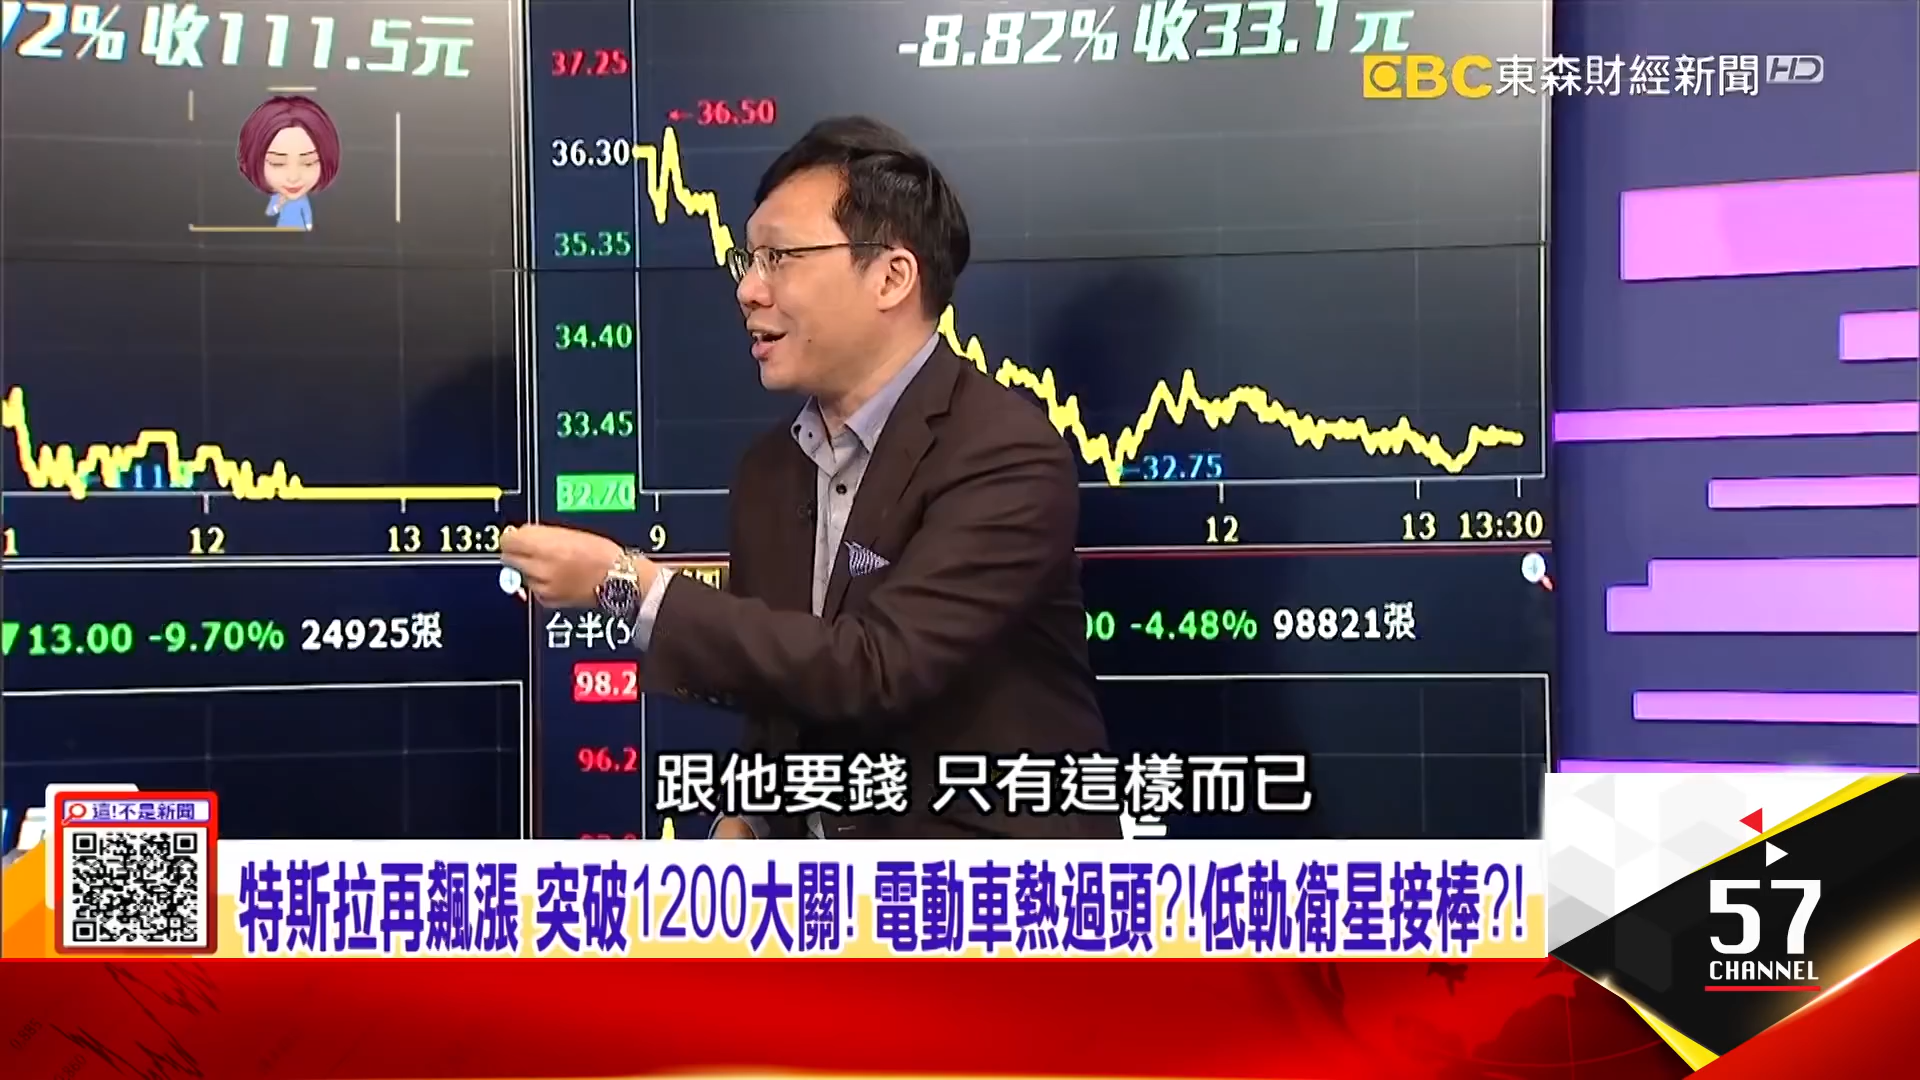 72% 收111.5元
-8.82% 收33.1元
EBC東森財經新聞HD
37.25
←36.50
36.30
35.35
34.40
33.45
←32.75
32.70
12
13
13:30
9
12
13
13:30
▼13.00 -9.70% 24925張
台半(5
00 -4.48% 98821張
98.2
96.2
跟他要錢 只有這樣而已
這!不是新聞
特斯拉再飆漲 突破1200大關! 電動車熱過頭?!低軌衛星接棒?!
57
CHANNEL